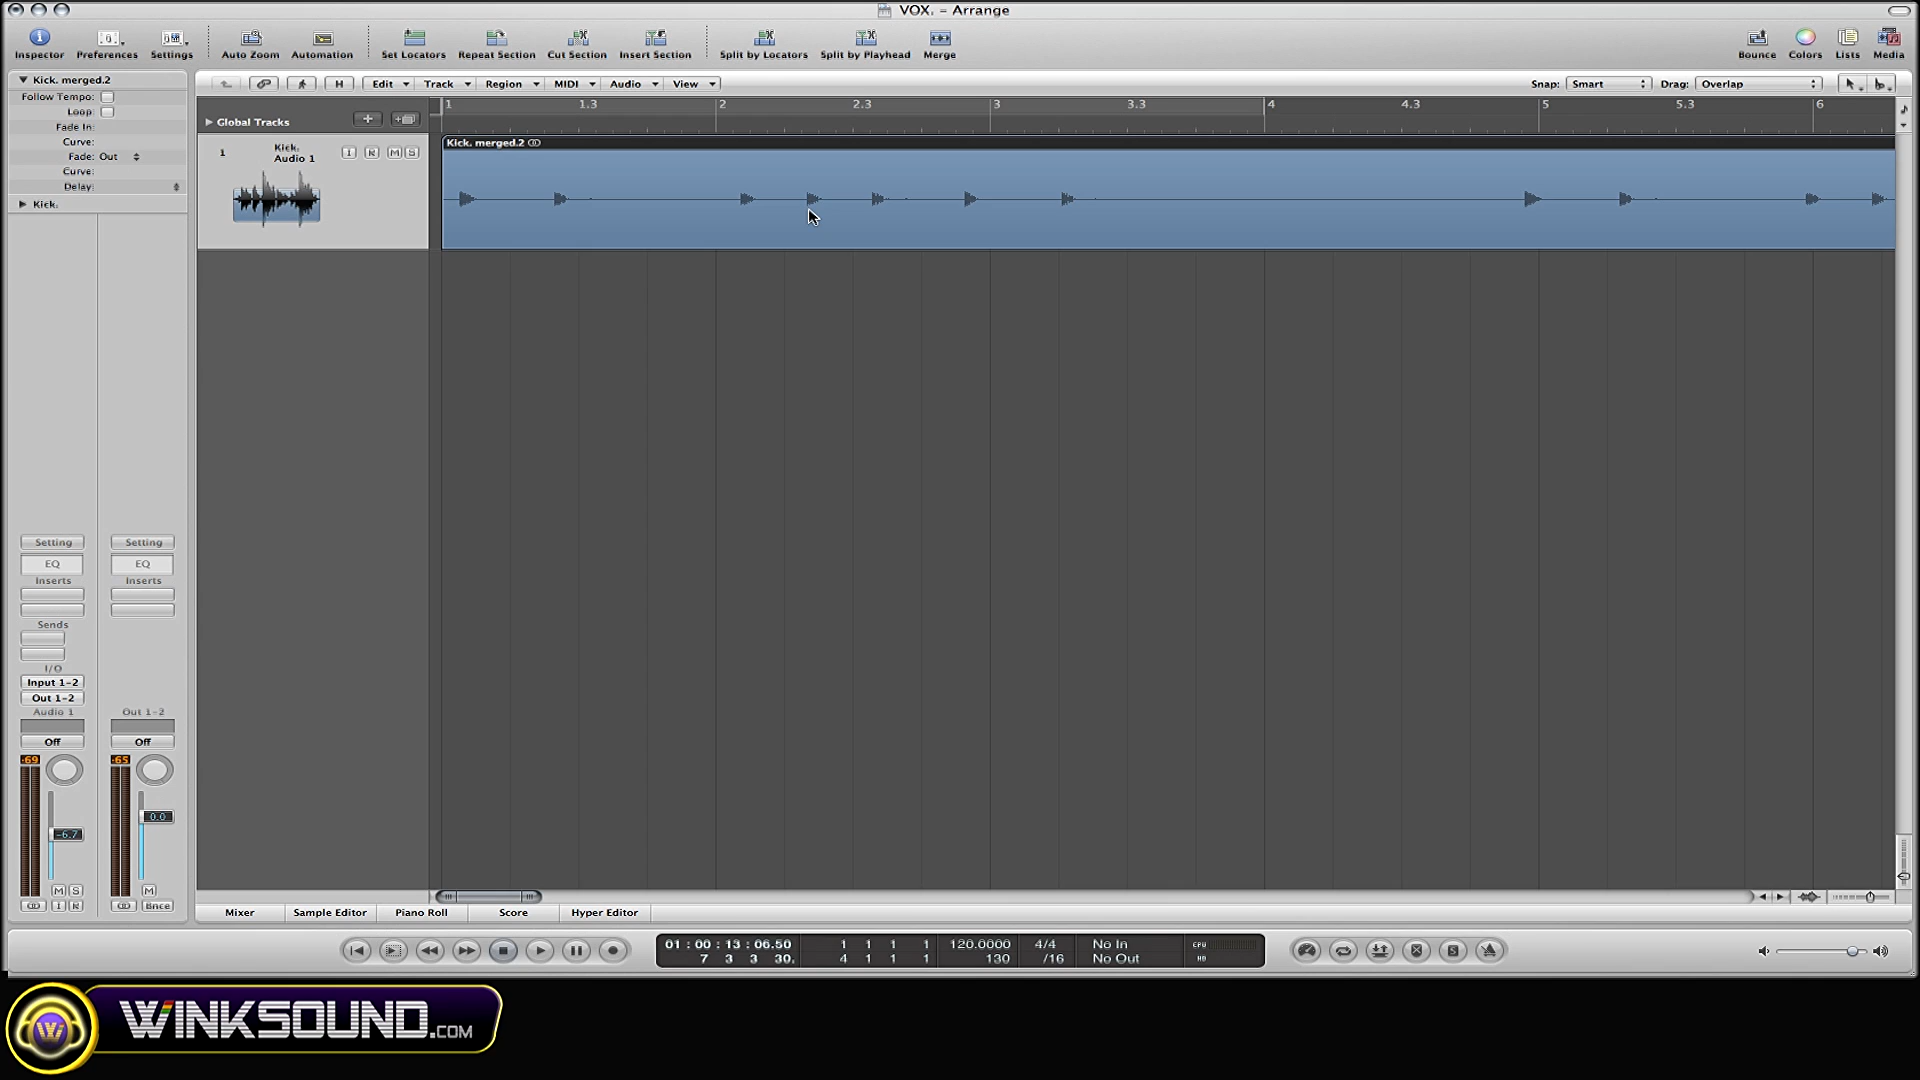 VOX. - Arrange
Inspector Preferences Settings Auto Zoom Automation Set Locators Repeat Section Cut Section Insert Section Split by Locators Split by Playhead Merge Bounce Colors Lists Media
Kick. merged.2
Follow Tempo:
Loop:
Fade In:
Curve:
Fade: Out
Curve:
Delay:
Kick.
H Edit Track Region MIDI Audio View Snap: Smart Drag: Overlap
Global Tracks
1 1.3 2 2.3 3 3.3 4 4.3 5 5.3 6
1 Kick. I R M S
Audio 1
Kick. merged.2
Setting Setting
EQ EQ
Inserts Inserts
Sends
I/O
Input 1-2
Out 1-2
Audio 1 Out 1-2
Off Off
-69 -65
-6.7 0.0
M S M
I R Bnce
Mixer Sample Editor Piano Roll Score Hyper Editor
01 : 00 : 13 : 06.50 1 1 1 1 120.0000 4/4 No In CPU
7 3 3 30. 4 1 1 1 130 /16 No Out HD
S
WINKSOUND.COM